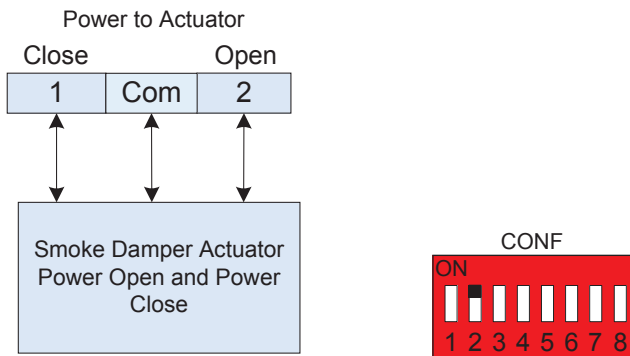 Power to Actuator
Close Open
1 Com 2
Smoke Damper Actuator
Power Open and Power
Close
CONF
ON
1 2 3 4 5 6 7 8